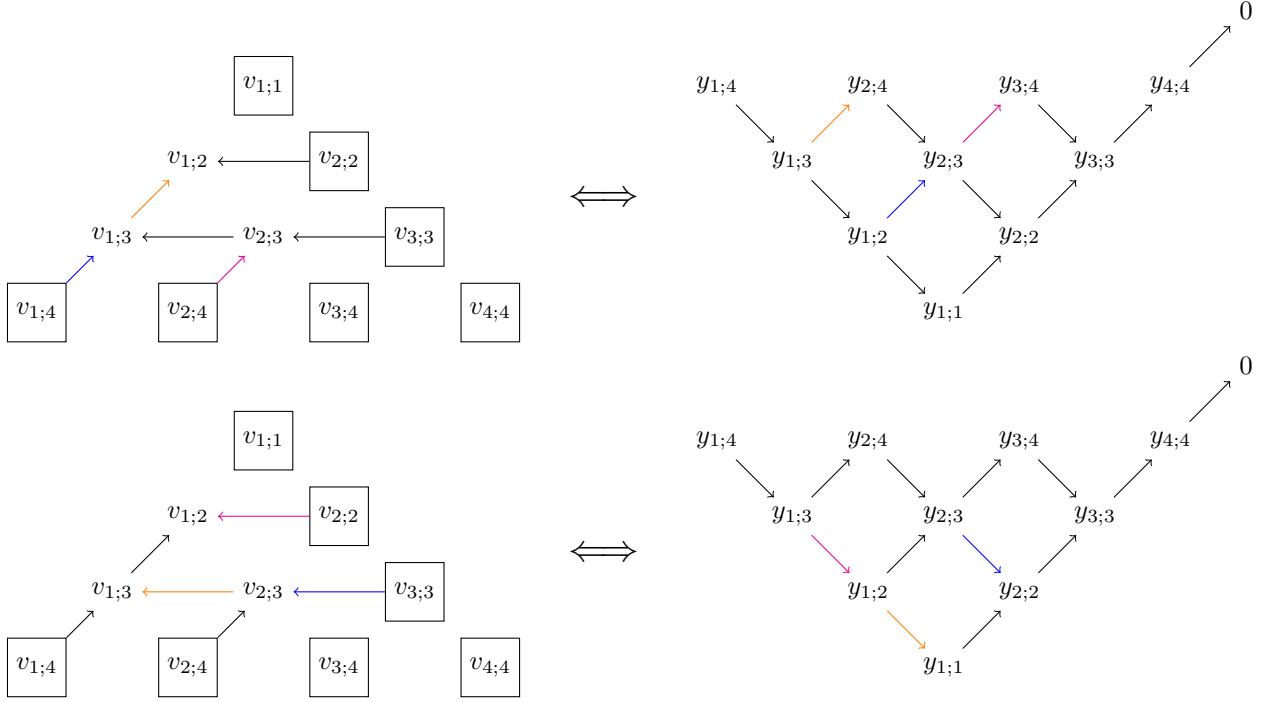 0
v_{1;1} y_{1;4} y_{2;4} y_{3;4} y_{4;4}
v_{1;2} v_{2;2} y_{1;3} y_{2;3} y_{3;3}
⟺
v_{1;3} v_{2;3} v_{3;3} y_{1;2} y_{2;2}
v_{1;4} v_{2;4} v_{3;4} v_{4;4} y_{1;1}
0
v_{1;1} y_{1;4} y_{2;4} y_{3;4} y_{4;4}
v_{1;2} v_{2;2} y_{1;3} y_{2;3} y_{3;3}
⟺
v_{1;3} v_{2;3} v_{3;3} y_{1;2} y_{2;2}
v_{1;4} v_{2;4} v_{3;4} v_{4;4} y_{1;1}